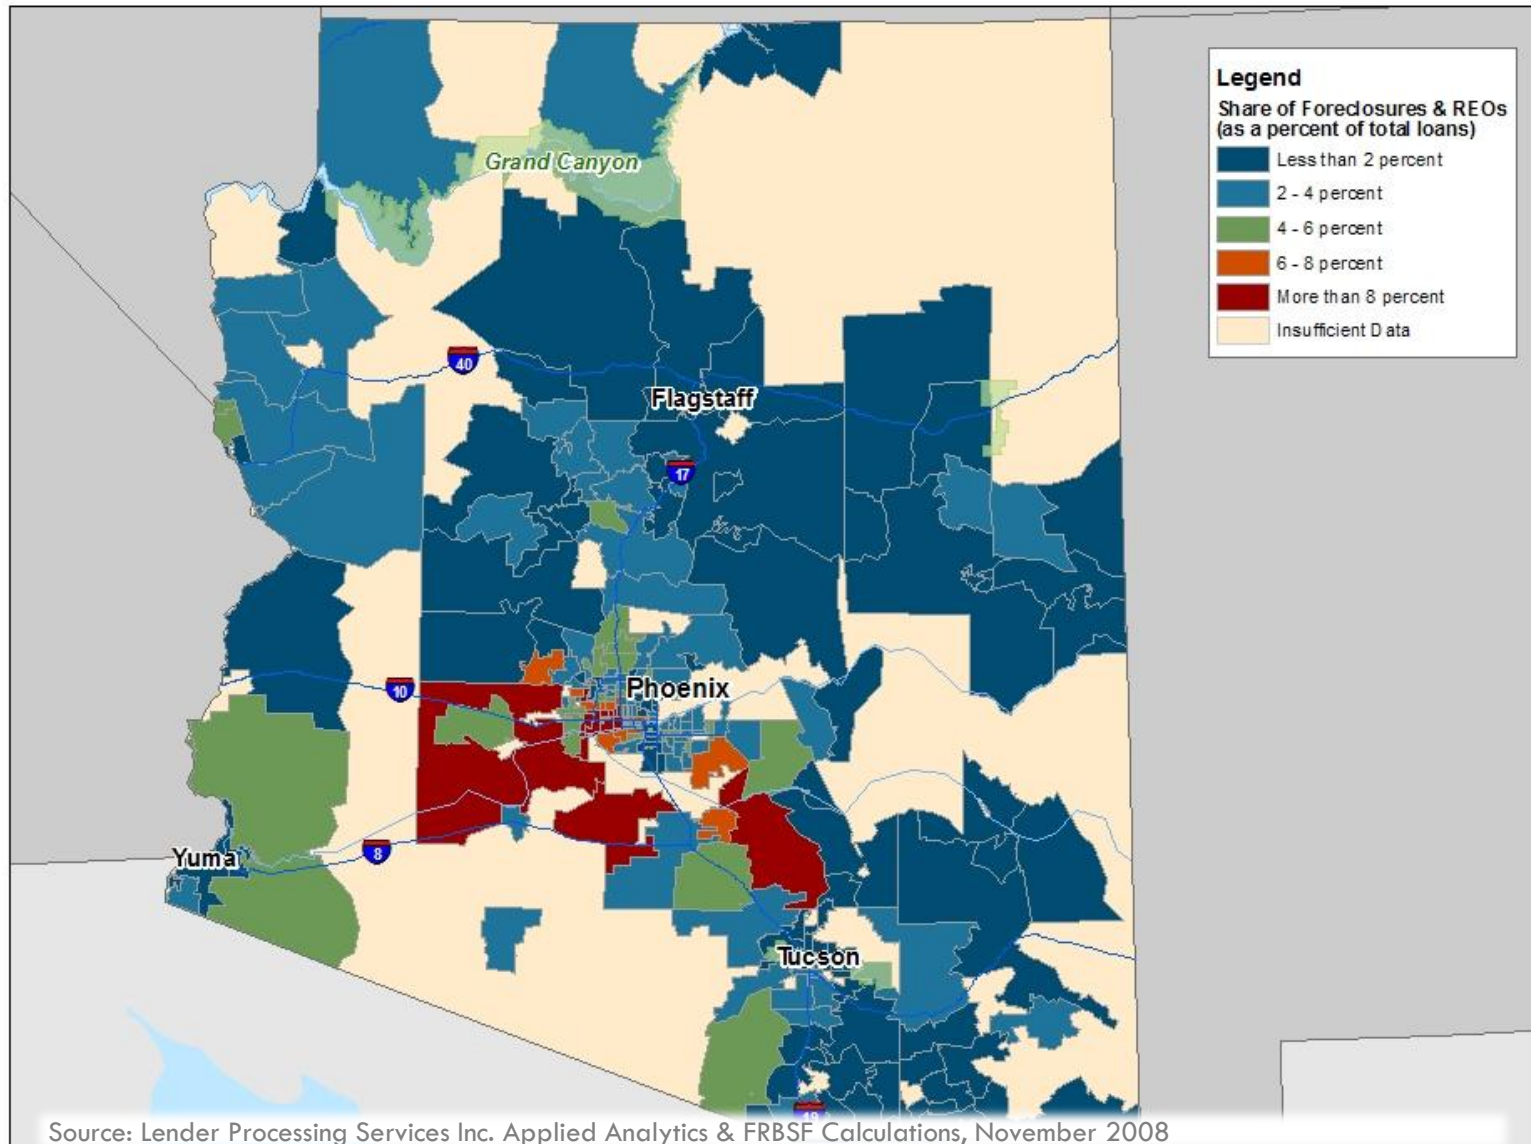 Legend
Share of Foreclosures & REOs
(as a percent of total loans)
Less than 2 percent
2 - 4 percent
4 - 6 percent
6 - 8 percent
More than 8 percent
Insufficient Data
Grand Canyon
40
Flagstaff
17
Phoenix
10
Yuma
8
Tucson
19
Source: Lender Processing Services Inc. Applied Analytics & FRBSF Calculations, November 2008